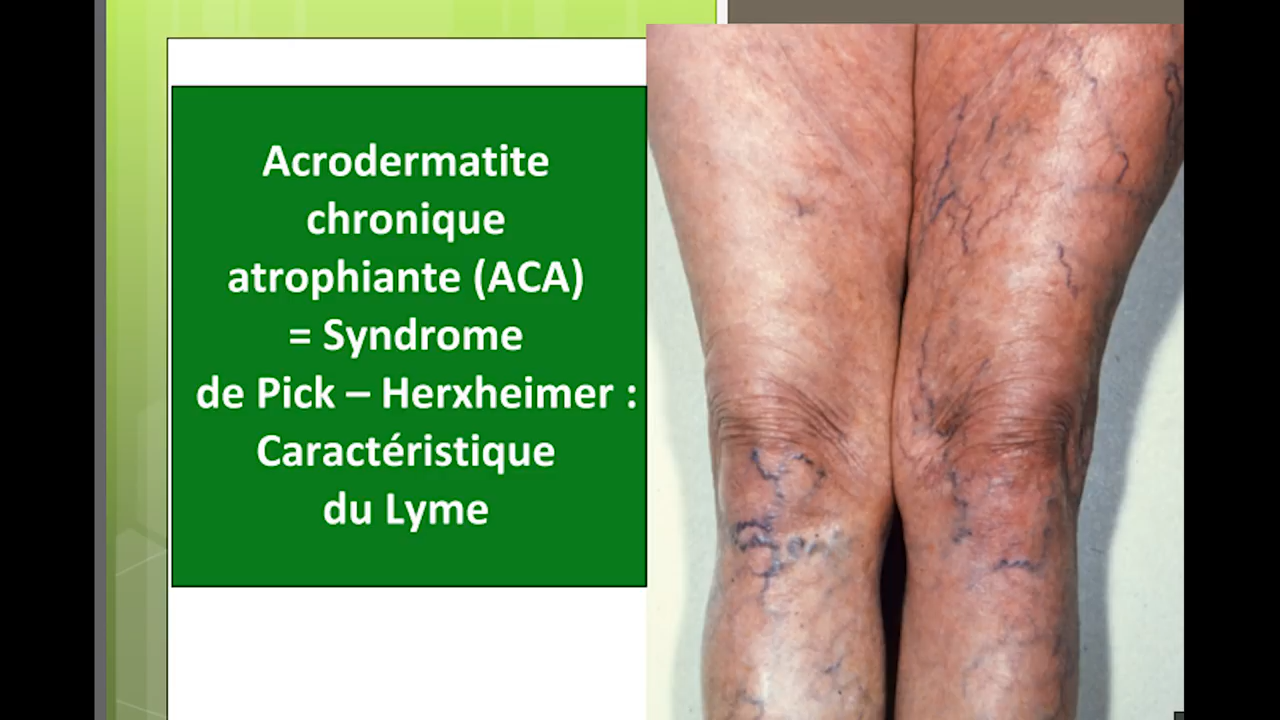 Acrodermatite
chronique
atrophiante (ACA)
= Syndrome
de Pick – Herxheimer :
Caractéristique
du Lyme